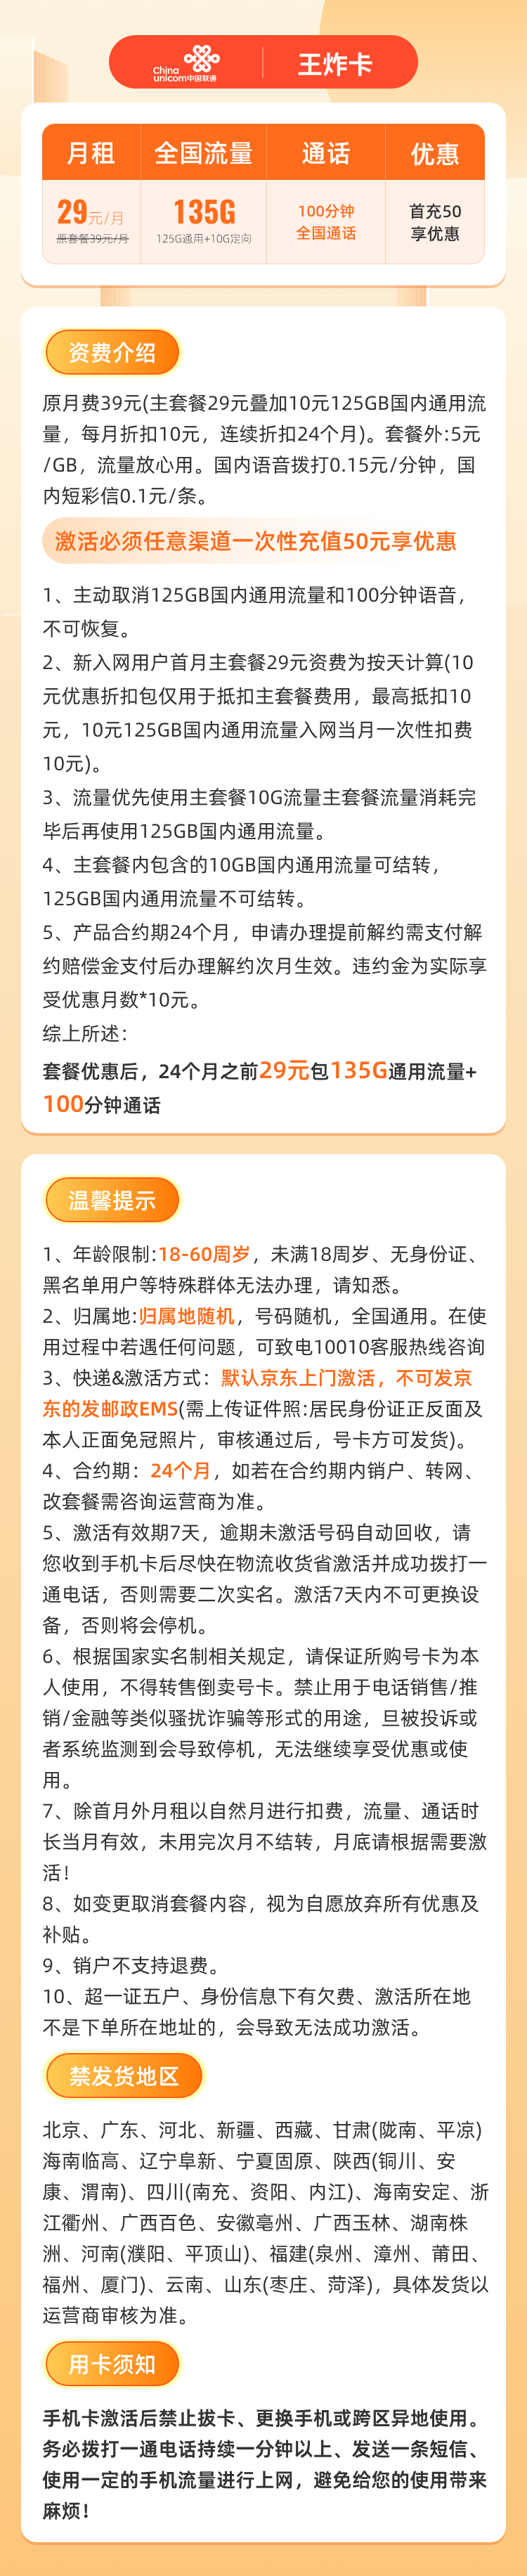 China
unicom中国联通
王炸卡
月租 全国流量 通话 优惠
29元/月 135G 100分钟 首充50
原套餐39元/月 125G通用+10G定向 全国通话 享优惠
资费介绍
原月费39元(主套餐29元叠加10元125GB国内通用流
量，每月折扣10元，连续折扣24个月)。套餐外:5元
/GB，流量放心用。国内语音拨打0.15元/分钟，国
内短彩信0.1元/条。
激活必须任意渠道一次性充值50元享优惠
1、主动取消125GB国内通用流量和100分钟语音，
不可恢复。
2、新入网用户首月主套餐29元资费为按天计算(10
元优惠折扣包仅用于抵扣主套餐费用，最高抵扣10
元，10元125GB国内通用流量入网当月一次性扣费
10元)。
3、流量优先使用主套餐10G流量主套餐流量消耗完
毕后再使用125GB国内通用流量。
4、主套餐内包含的10GB国内通用流量可结转，
125GB国内通用流量不可结转。
5、产品合约期24个月，申请办理提前解约需支付解
约赔偿金支付后办理解约次月生效。违约金为实际享
受优惠月数*10元。
综上所述：
套餐优惠后，24个月之前29元包135G通用流量+
100分钟通话
温馨提示
1、年龄限制:18-60周岁，未满18周岁、无身份证、
黑名单用户等特殊群体无法办理，请知悉。
2、归属地:归属地随机，号码随机，全国通用。在使
用过程中若遇任何问题，可致电10010客服热线咨询
3、快递&激活方式：默认京东上门激活，不可发京
东的发邮政EMS(需上传证件照:居民身份证正反面及
本人正面免冠照片，审核通过后，号卡方可发货)。
4、合约期：24个月，如若在合约期内销户、转网、
改套餐需咨询运营商为准。
5、激活有效期7天，逾期未激活号码自动回收，请
您收到手机卡后尽快在物流收货省激活并成功拨打一
通电话，否则需要二次实名。激活7天内不可更换设
备，否则将会停机。
6、根据国家实名制相关规定，请保证所购号卡为本
人使用，不得转售倒卖号卡。禁止用于电话销售/推
销/金融等类似骚扰诈骗等形式的用途，旦被投诉或
者系统监测到会导致停机，无法继续享受优惠或使
用。
7、除首月外月租以自然月进行扣费，流量、通话时
长当月有效，未用完次月不结转，月底请根据需要激
活！
8、如变更取消套餐内容，视为自愿放弃所有优惠及
补贴。
9、销户不支持退费。
10、超一证五户、身份信息下有欠费、激活所在地
不是下单所在地址的，会导致无法成功激活。
禁发货地区
北京、广东、河北、新疆、西藏、甘肃(陇南、平凉)
海南临高、辽宁阜新、宁夏固原、陕西(铜川、安
康、渭南)、四川(南充、资阳、内江)、海南安定、浙
江衢州、广西百色、安徽亳州、广西玉林、湖南株
洲、河南(濮阳、平顶山)、福建(泉州、漳州、莆田、
福州、厦门)、云南、山东(枣庄、菏泽)，具体发货以
运营商审核为准。
用卡须知
手机卡激活后禁止拔卡、更换手机或跨区异地使用。
务必拨打一通电话持续一分钟以上、发送一条短信、
使用一定的手机流量进行上网，避免给您的使用带来
麻烦！